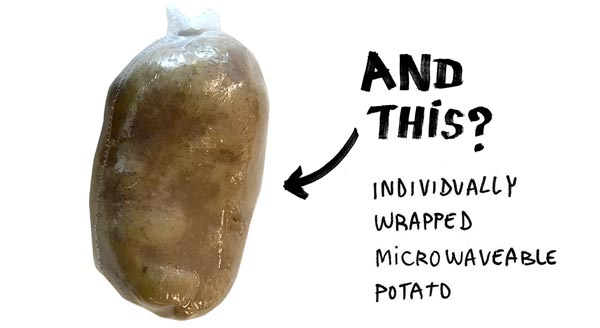 AND
THIS?
INDIVIDUALLY
WRAPPED
MICROWAVEABLE
POTATO